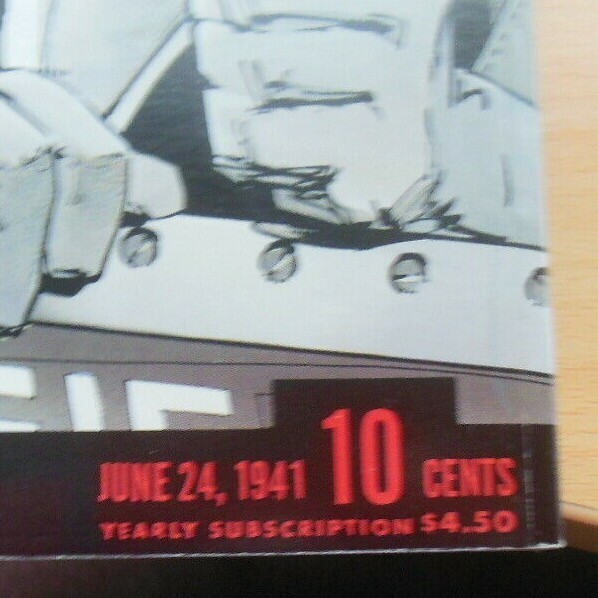 JUNE 24, 1941 10 CENTS
YEARLY SUBSCRIPTION $4.50